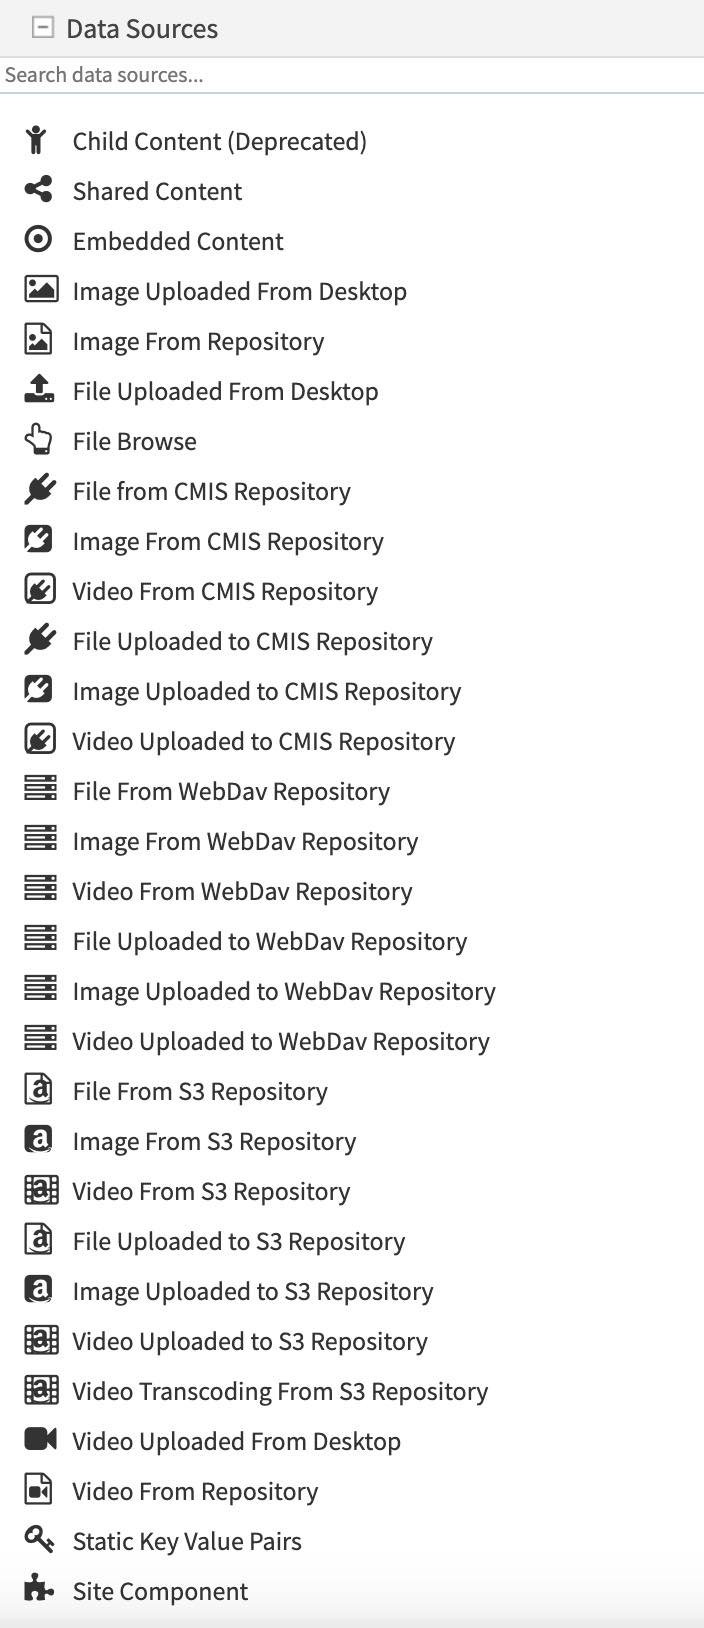 Data Sources
Search data sources...
Child Content (Deprecated)
Shared Content
Embedded Content
Image Uploaded From Desktop
Image From Repository
File Uploaded From Desktop
File Browse
File from CMIS Repository
Image From CMIS Repository
Video From CMIS Repository
File Uploaded to CMIS Repository
Image Uploaded to CMIS Repository
Video Uploaded to CMIS Repository
File From WebDav Repository
Image From WebDav Repository
Video From WebDav Repository
File Uploaded to WebDav Repository
Image Uploaded to WebDav Repository
Video Uploaded to WebDav Repository
File From S3 Repository
Image From S3 Repository
Video From S3 Repository
File Uploaded to S3 Repository
Image Uploaded to S3 Repository
Video Uploaded to S3 Repository
Video Transcoding From S3 Repository
Video Uploaded From Desktop
Video From Repository
Static Key Value Pairs
Site Component